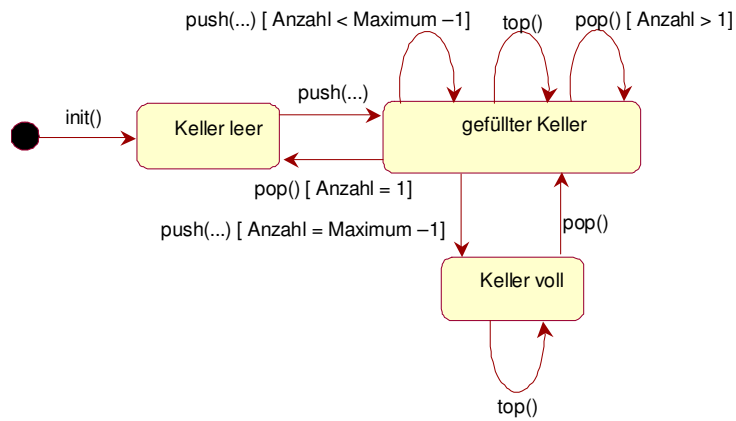 push(...) [ Anzahl < Maximum –1]
top()
pop() [ Anzahl > 1]
init()
Keller leer
push(...)
gefüllter Keller
pop() [ Anzahl = 1]
push(...) [ Anzahl = Maximum –1]
pop()
Keller voll
top()